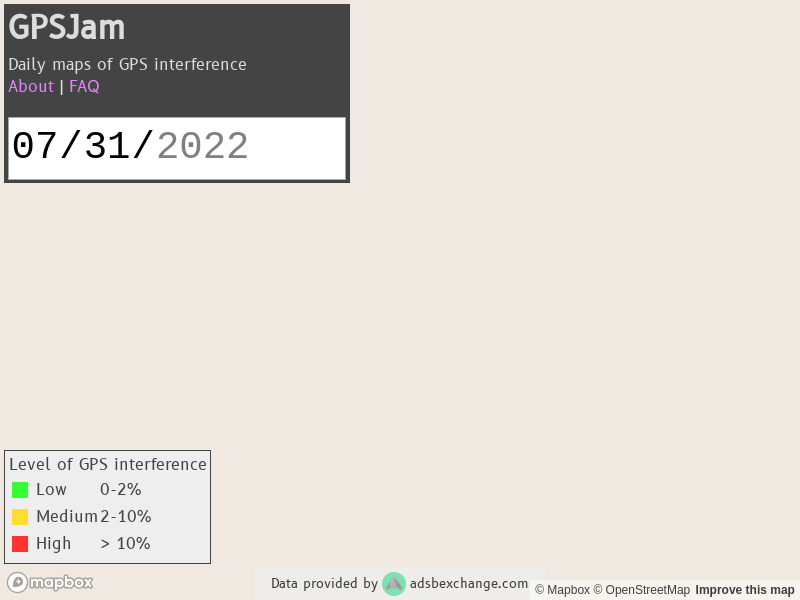 GPSJam
Daily maps of GPS interference
About | FAQ
07/31/2022
Level of GPS interference
Low 0-2%
Medium 2-10%
High > 10%
mapbox
Data provided by adsbexchange.com
© Mapbox © OpenStreetMap Improve this map